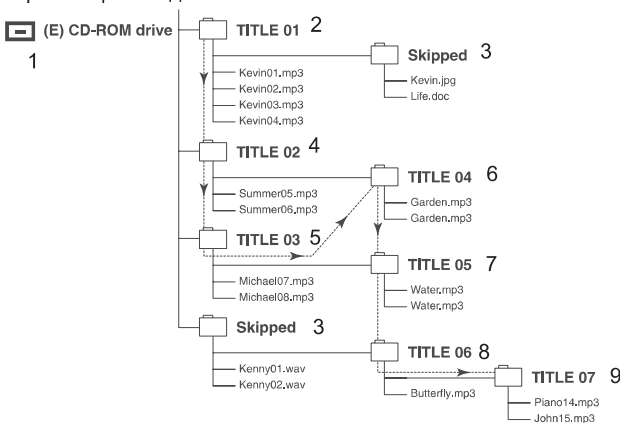 (E) CD-ROM drive
1
TITLE 01 2
Kevin01.mp3
Kevin02.mp3
Kevin03.mp3
Kevin04.mp3
Skipped 3
Kevin.jpg
Life.doc
TITLE 02 4
Summer05.mp3
Summer06.mp3
TITLE 04 6
Garden.mp3
Garden.mp3
TITLE 03 5
Michael07.mp3
Michael08.mp3
TITLE 05 7
Water.mp3
Water.mp3
Skipped 3
Kenny01.wav
Kenny02.wav
TITLE 06 8
Butterfly.mp3
TITLE 07 9
Piano14.mp3
John15.mp3